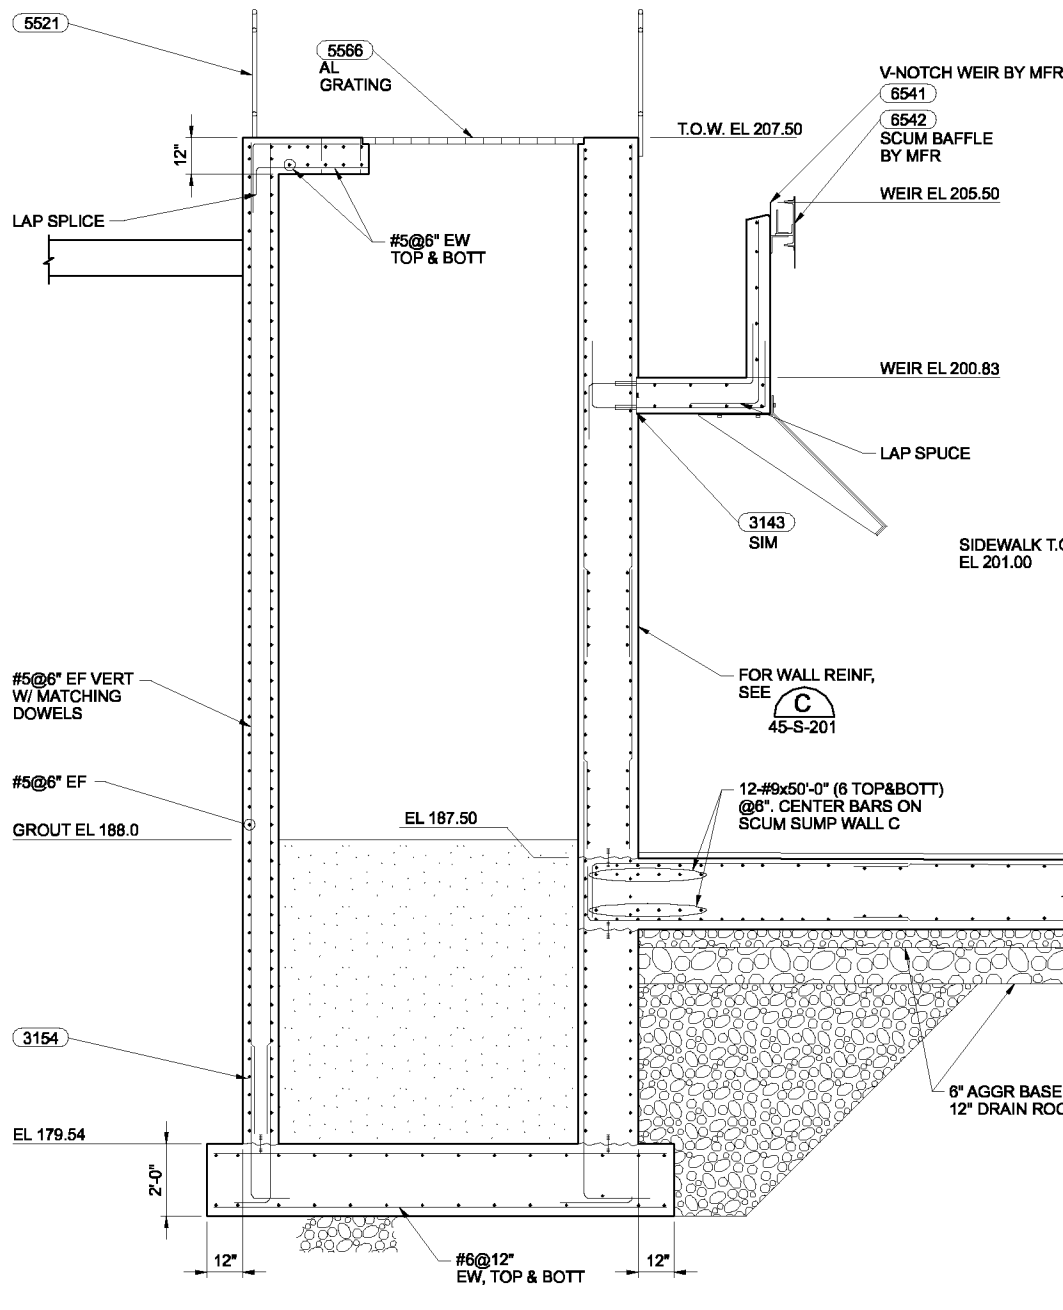 5521
5566
AL
GRATING
V-NOTCH WEIR BY MFR
6541
6542
SCUM BAFFLE
BY MFR
T.O.W. EL 207.50
12"
WEIR EL 205.50
LAP SPLICE
#5@6" EW
TOP & BOTT
WEIR EL 200.83
LAP SPUCE
3143
SIM
SIDEWALK T.O
EL 201.00
#5@6" EF VERT
W/ MATCHING
DOWELS
FOR WALL REINF,
SEE
C
45-S-201
#5@6" EF
12-#9x50'-0" (6 TOP&BOTT)
@6". CENTER BARS ON
SCUM SUMP WALL C
GROUT EL 188.0
EL 187.50
3154
6" AGGR BASE
12" DRAIN ROC
EL 179.54
2'-0"
12"
#6@12"
EW, TOP & BOTT
12"